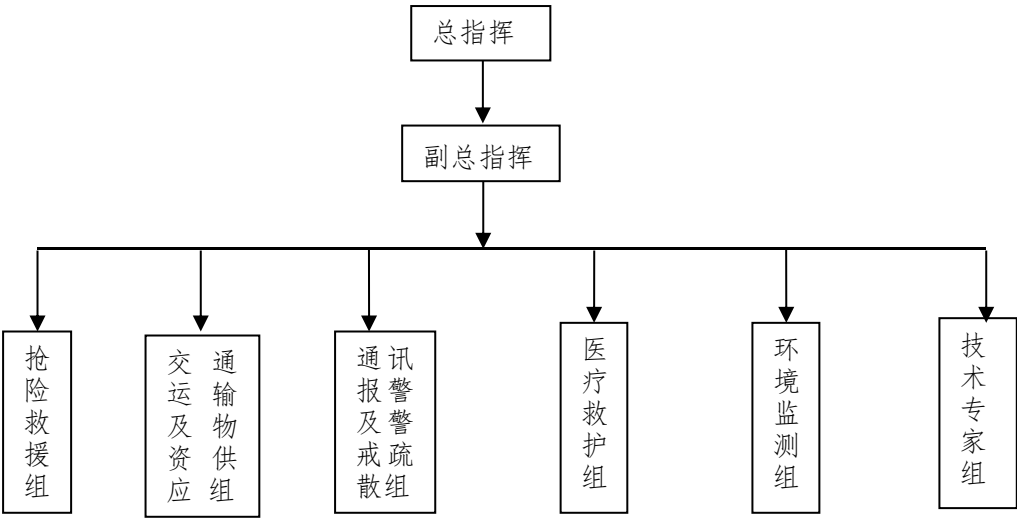 总指挥
副总指挥
抢险救援组
交通
运输
及物
资供
应组
通讯
报警
及警
戒疏
散组
医疗救护组
环境监测组
技术专家组